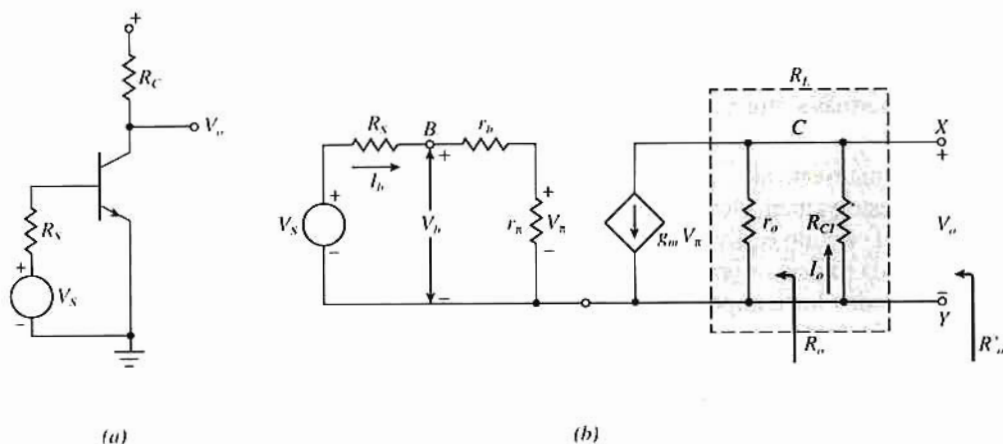 +
R_C
V_o
R_S
+
V_S
-
(a)
R_S
B
r_b
I_b
+
V_b
-
V_S
+
-
r_π
+
V_π
-
g_m V_π
R_L
C
r_o
R_C1
I_o
X
+
V_o
-
Y
R_o
R'_o
(b)